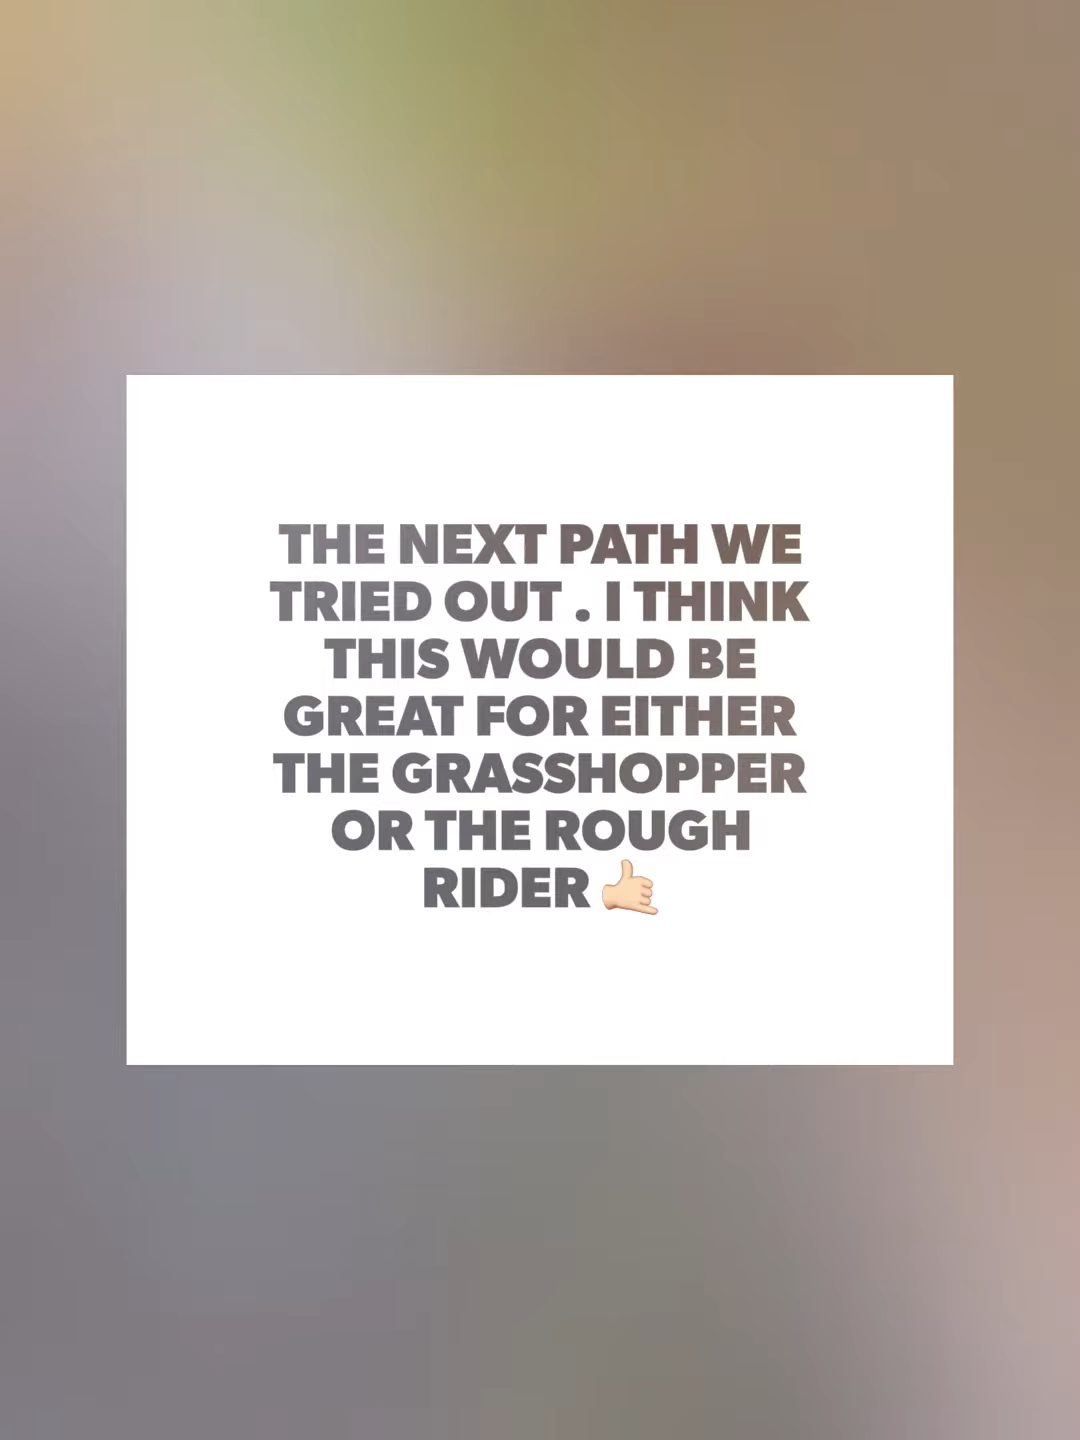 THE NEXT PATH WE
TRIED OUT . I THINK
THIS WOULD BE
GREAT FOR EITHER
THE GRASSHOPPER
OR THE ROUGH
RIDER 🤙🏼